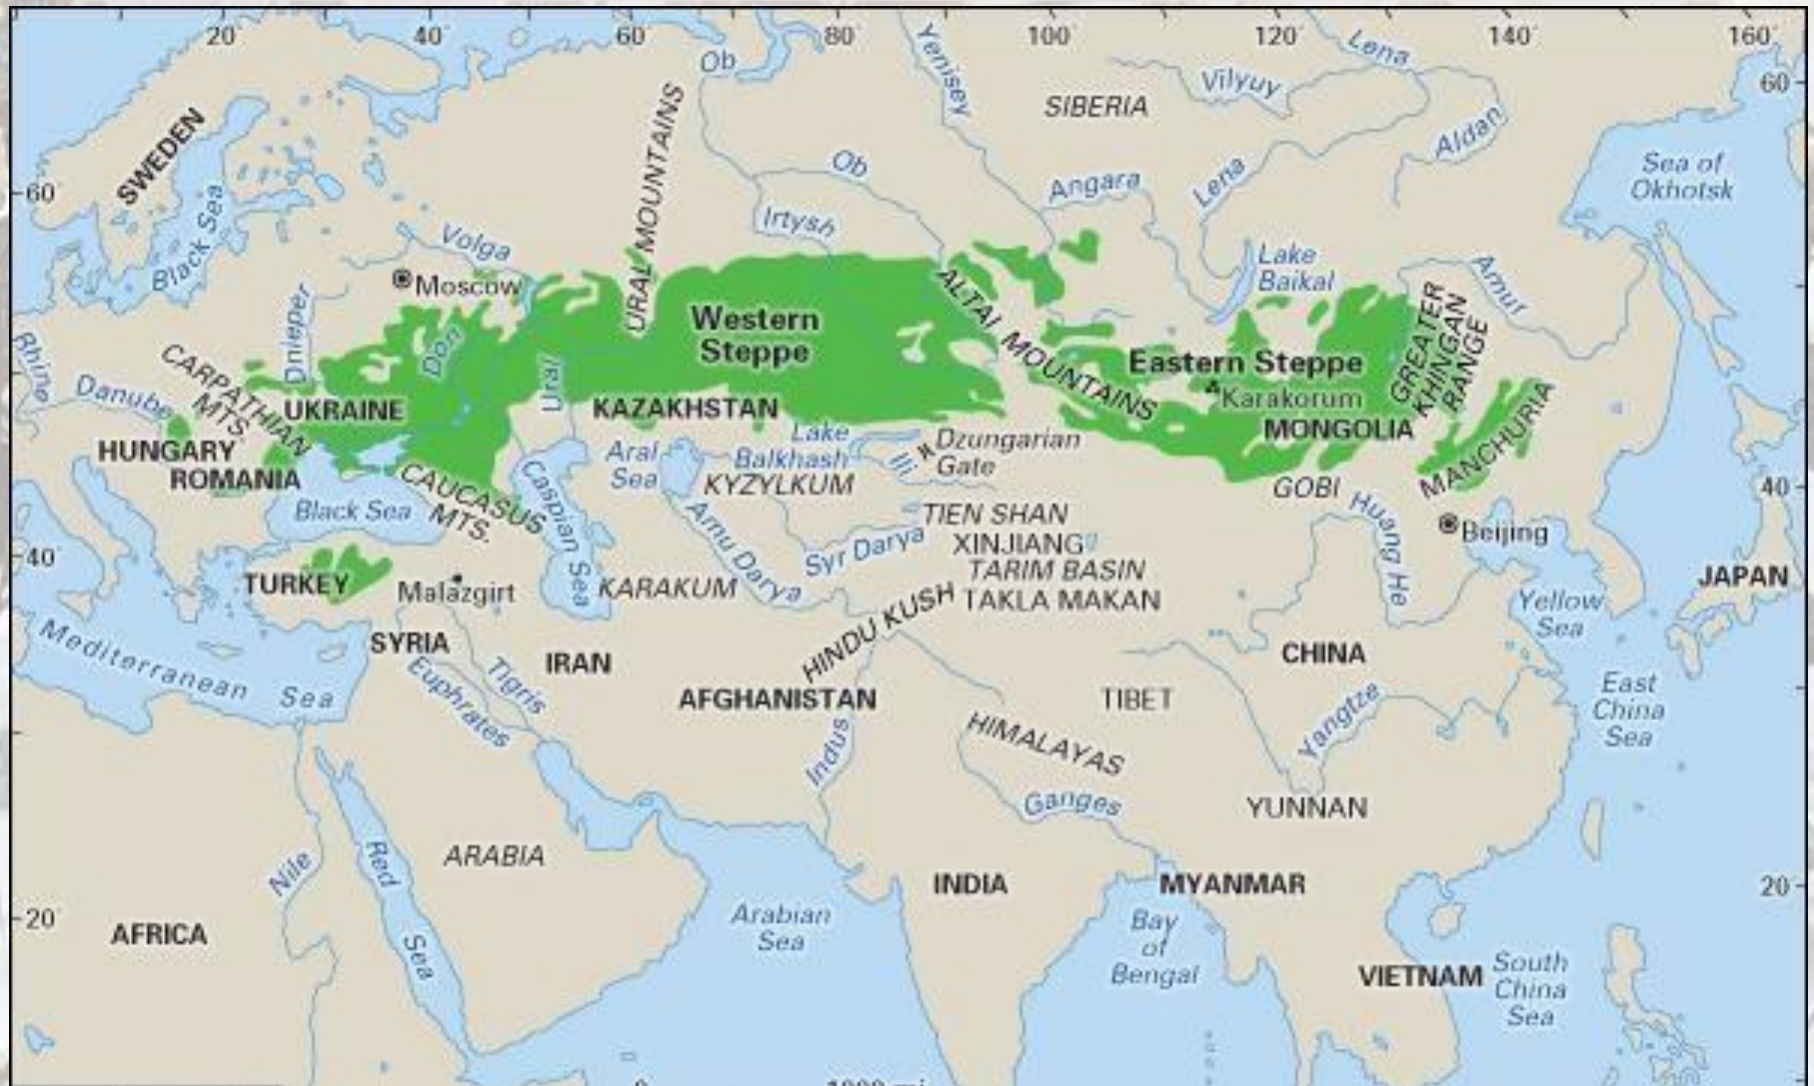 20°
40°
60°
80°
100°
120°
140°
160°
Ob
Yenisey
Lena
Vilyuy
60°
SIBERIA
Aldan
SWEDEN
URAL MOUNTAINS
Ob
Angara
Lena
Sea of
Okhotsk
60°
Black Sea
Irtysh
Volga
Lake
Baikal
Amur
Moscow
Dnieper
Don
Western
Steppe
ALTAI MOUNTAINS
Eastern Steppe
GREATER
KHINGAN
RANGE
Rhine
Danube
CARPATHIAN
MTS.
UKRAINE
Ural
KAZAKHSTAN
Karakorum
MONGOLIA
MANCHURIA
HUNGARY
ROMANIA
Aral
Sea
Lake
Balkhash
Ili
Dzungarian
Gate
KYZYLKUM
GOBI
40°
Black Sea
CAUCASUS
MTS.
Caspian Sea
Amu Darya
Syr Darya
TIEN SHAN
XINJIANG
TARIM BASIN
TAKLA MAKAN
Huang He
Beijing
40°
TURKEY
Malazgirt
KARAKUM
HINDU KUSH
JAPAN
Yellow
Sea
Mediterranean Sea
SYRIA
Euphrates
Tigris
IRAN
AFGHANISTAN
TIBET
CHINA
East
China
Sea
Indus
HIMALAYAS
Yangtze
Ganges
YUNNAN
Nile
Red Sea
ARABIA
INDIA
MYANMAR
20°
20°
AFRICA
Arabian
Sea
Bay
of
Bengal
VIETNAM
South
China
Sea
0
1000 mi